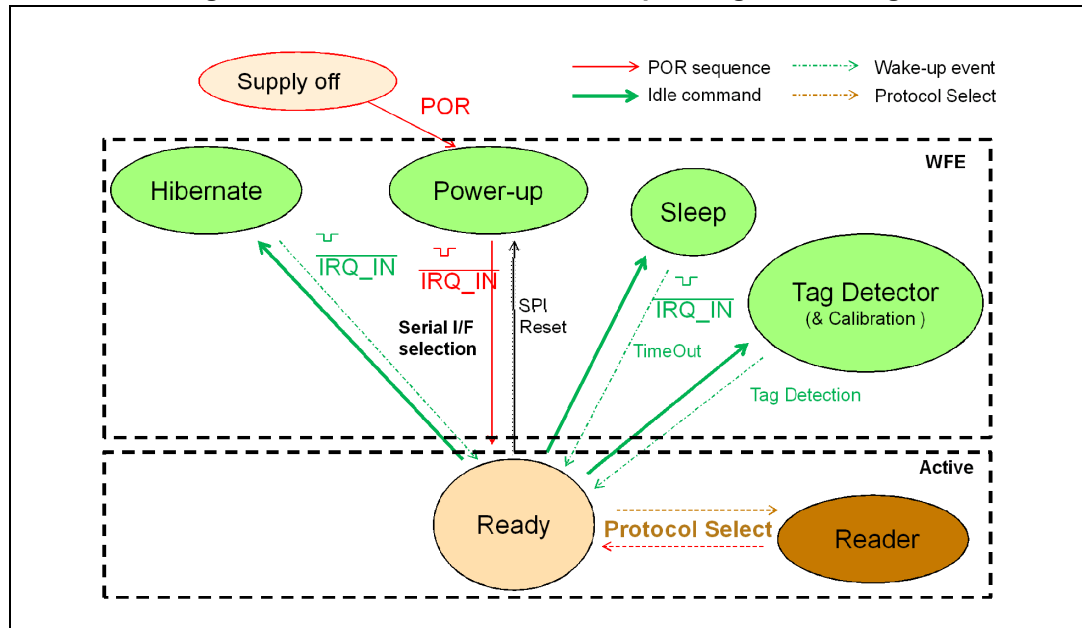 Supply off
POR
POR sequence
Wake-up event
Idle command
Protocol Select
WFE
Hibernate
Power-up
Sleep
IRQ_IN
IRQ_IN
IRQ_IN
Tag Detector
(& Calibration )
SPI
Reset
Serial I/F
selection
TimeOut
Tag Detection
Active
Ready
Protocol Select
Reader